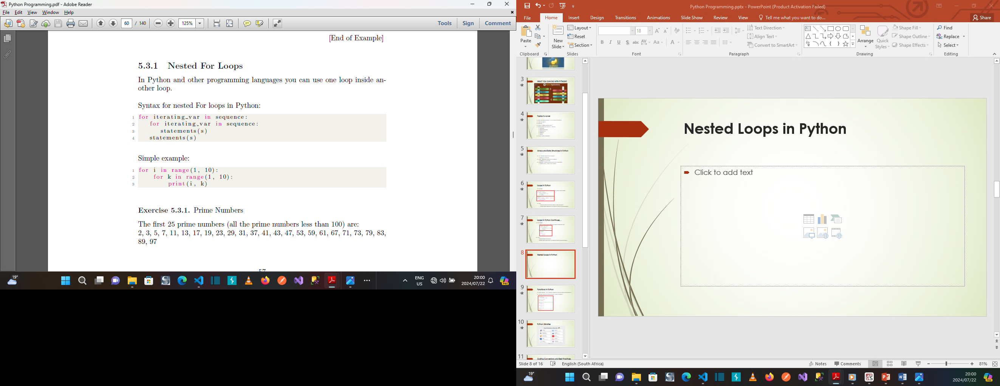 Python Programming.pdf - Adobe Reader
File Edit View Window Help
60 / 140 125% Tools Sign Comment
[End of Example]
5.3.1 Nested For Loops
In Python and other programming languages you can use one loop inside an-
other loop.
Syntax for nested For loops in Python:
1 for iterating_var in sequence:
2 for iterating_var in sequence:
3 statements(s)
4 statements(s)
Simple example:
1 for i in range(1, 10):
2 for k in range(1, 10):
3 print(i, k)
Exercise 5.3.1. Prime Numbers
The first 25 prime numbers (all the prime numbers less than 100) are:
2, 3, 5, 7, 11, 13, 17, 19, 23, 29, 31, 37, 41, 43, 47, 53, 59, 61, 67, 71, 73, 79, 83,
89, 97
57
19°
ENG
US
20:00
2024/07/22
PRE
Python Programming.pptx - PowerPoint (Product Activation Failed)
File Home Insert Design Transitions Animations Slide Show Review View Tell me what you want to do... Share
Paste
Clipboard
New
Slide
Layout
Reset
Section
Slides
18
B I U S abc AV Aa A
Font
Text Direction
Align Text
Convert to SmartArt
Paragraph
Arrange
Quick
Styles
Shape Fill
Shape Outline
Shape Effects
Drawing
Find
Replace
Select
Editing
3
WHAT YOU CAN DO WITH PYTHON?
4
Topics to cover
5
Arrays and Data Structures in Python
6
Loops in Python
7
Loops in Python Continues...
8
Nested Loops in Python
9
Functions in Python
10
Python Libraries
11
Coding Conventions and Best Practices
Nested Loops in Python
Click to add text
Slide 8 of 16 English (South Africa) Notes Comments 81%
19°
20:00
2024/07/22
PRE